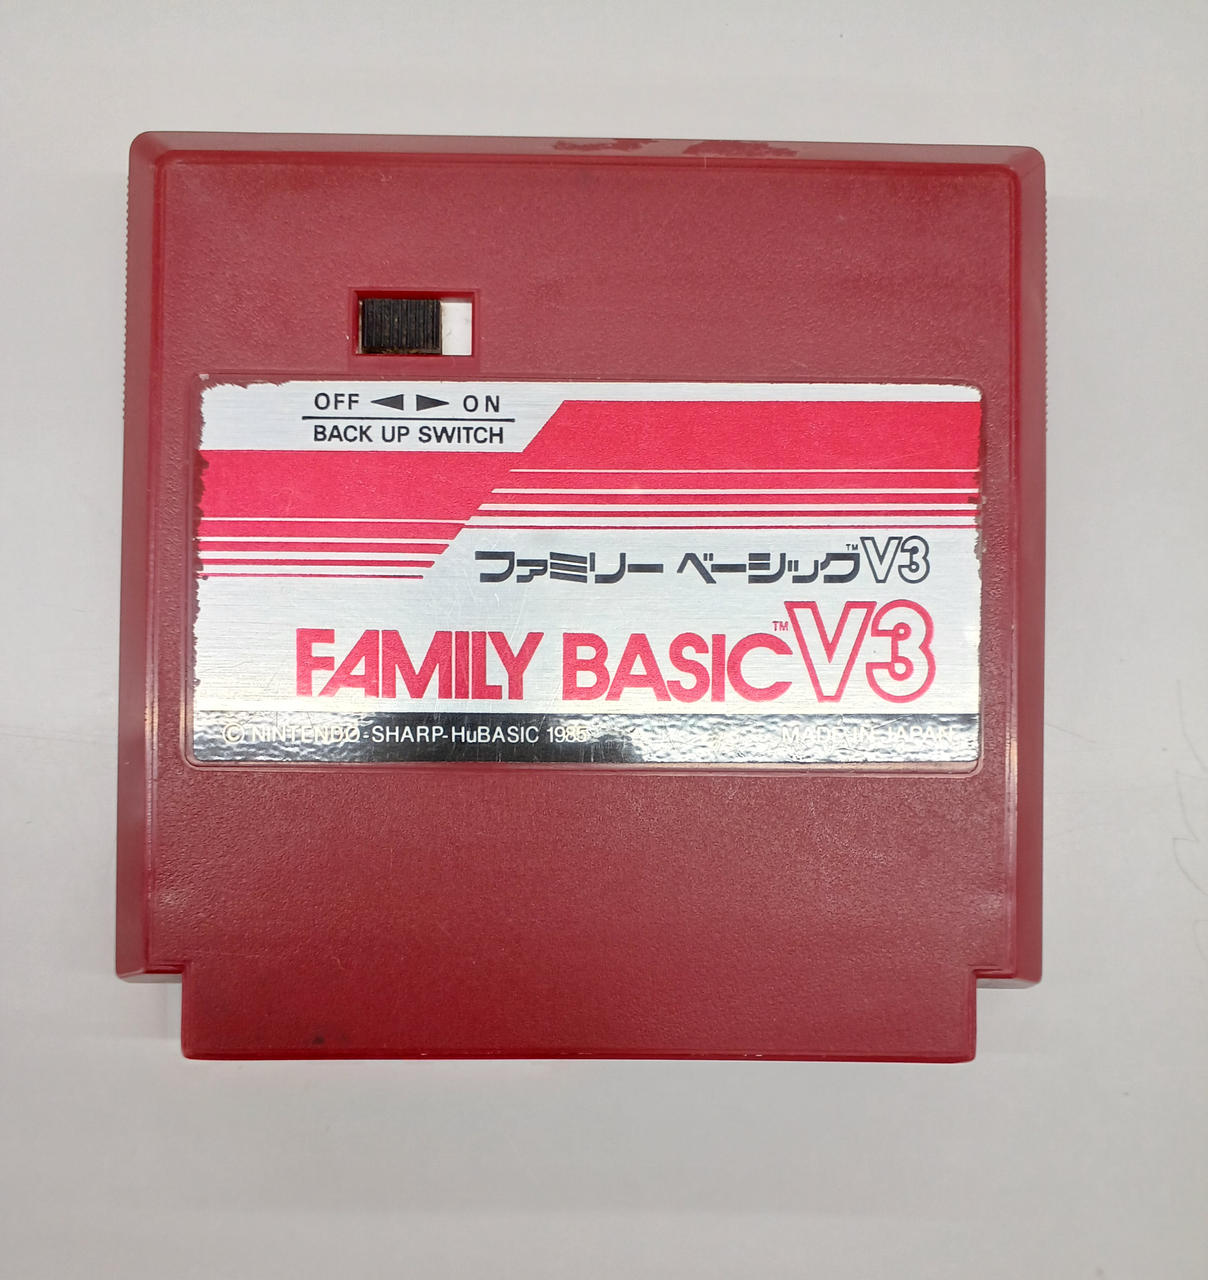 OFF ◀ ▶ ON
BACK UP SWITCH
ファミリー ベーシック™V3
FAMILY BASIC™V3
© NINTENDO-SHARP-HuBASIC 1985 MADE IN JAPAN